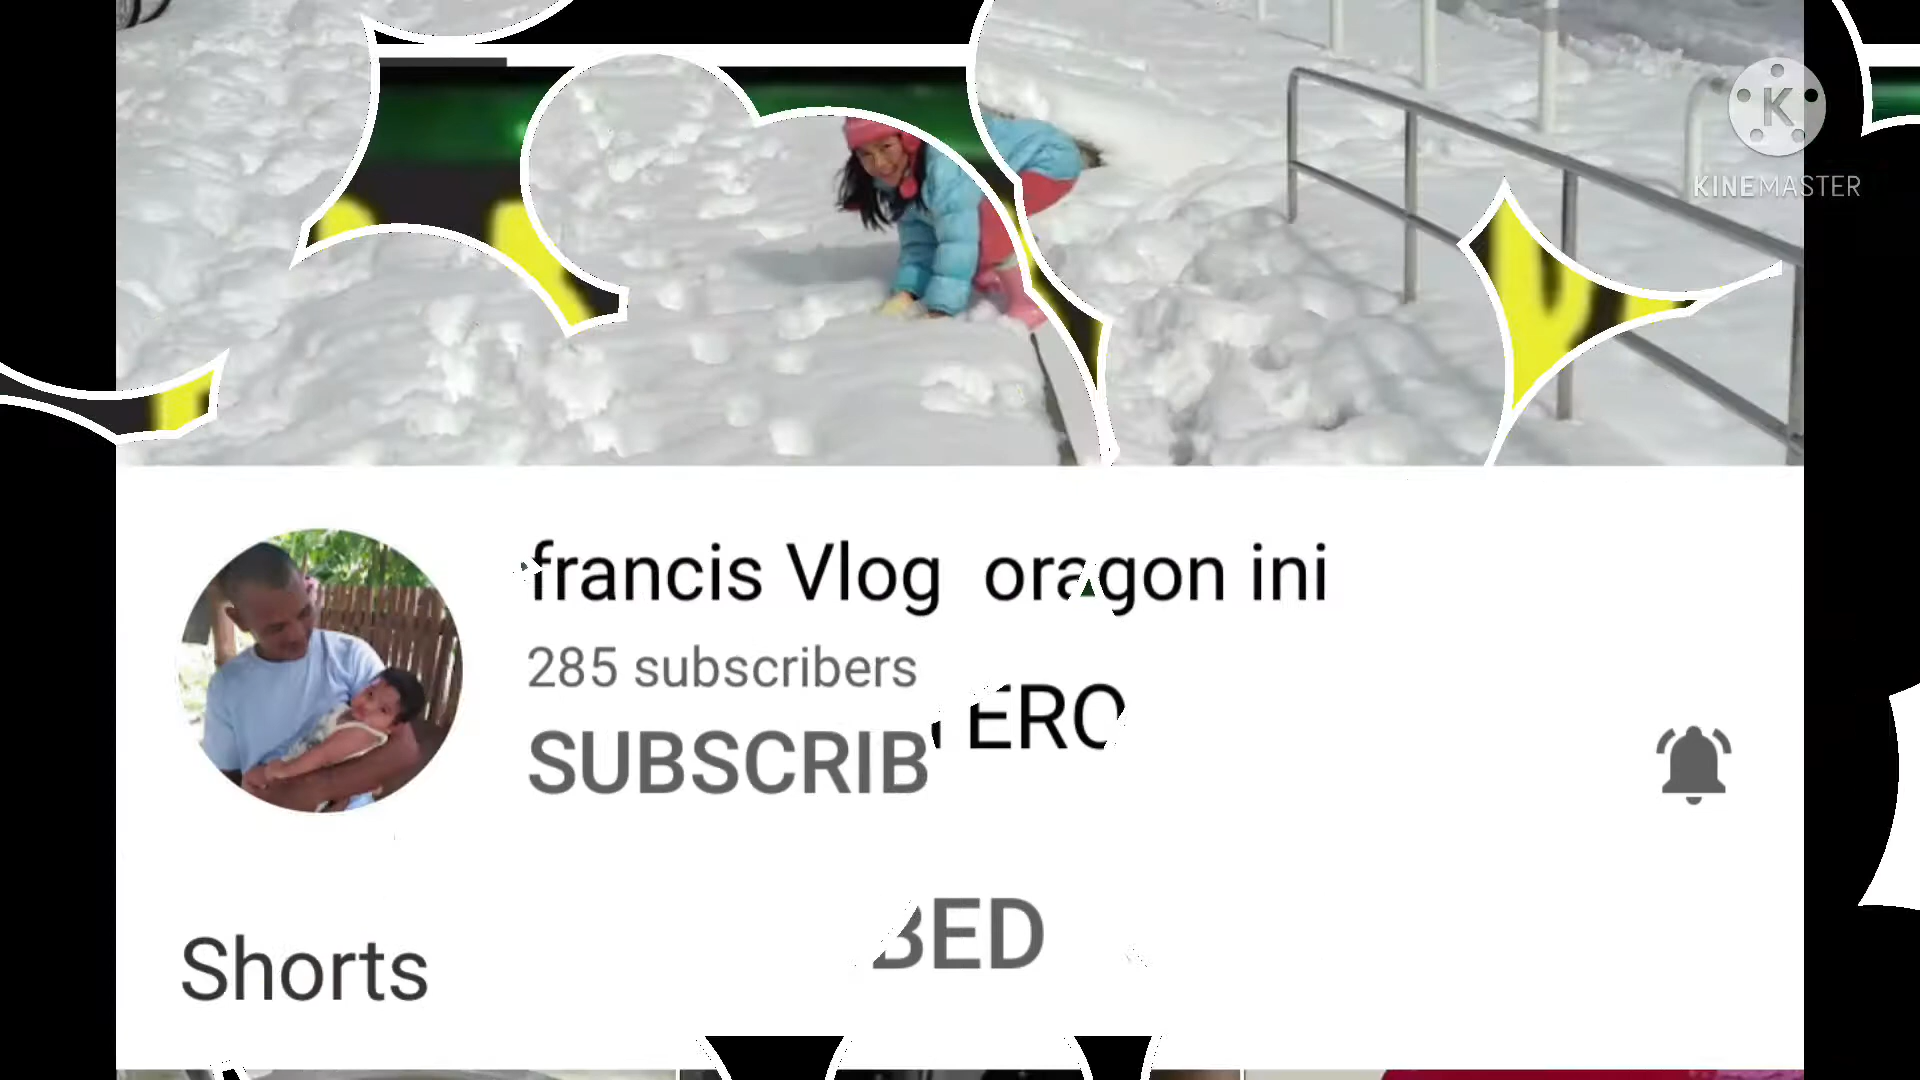 K
KINEMASTER
francis Vlog oragon ini
285 subscribers
ERO
SUBSCRIB
BED
Shorts